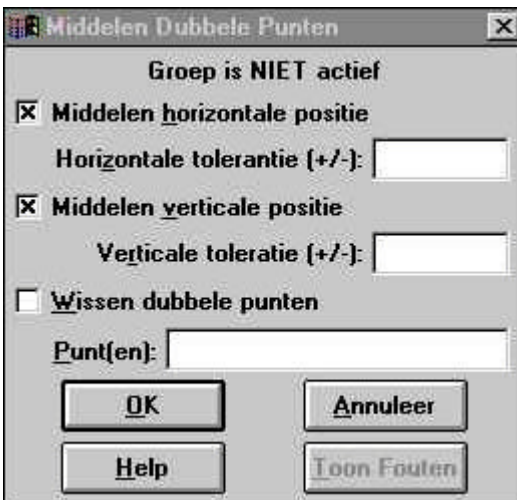 Middelen Dubbele Punten
Groep is NIET actief
Middelen horizontale positie
Horizontale tolerantie (+/-):
Middelen verticale positie
Verticale toleratie (+/-):
Wissen dubbele punten
Punt(en):
OK Annuleer
Help Toon Fouten